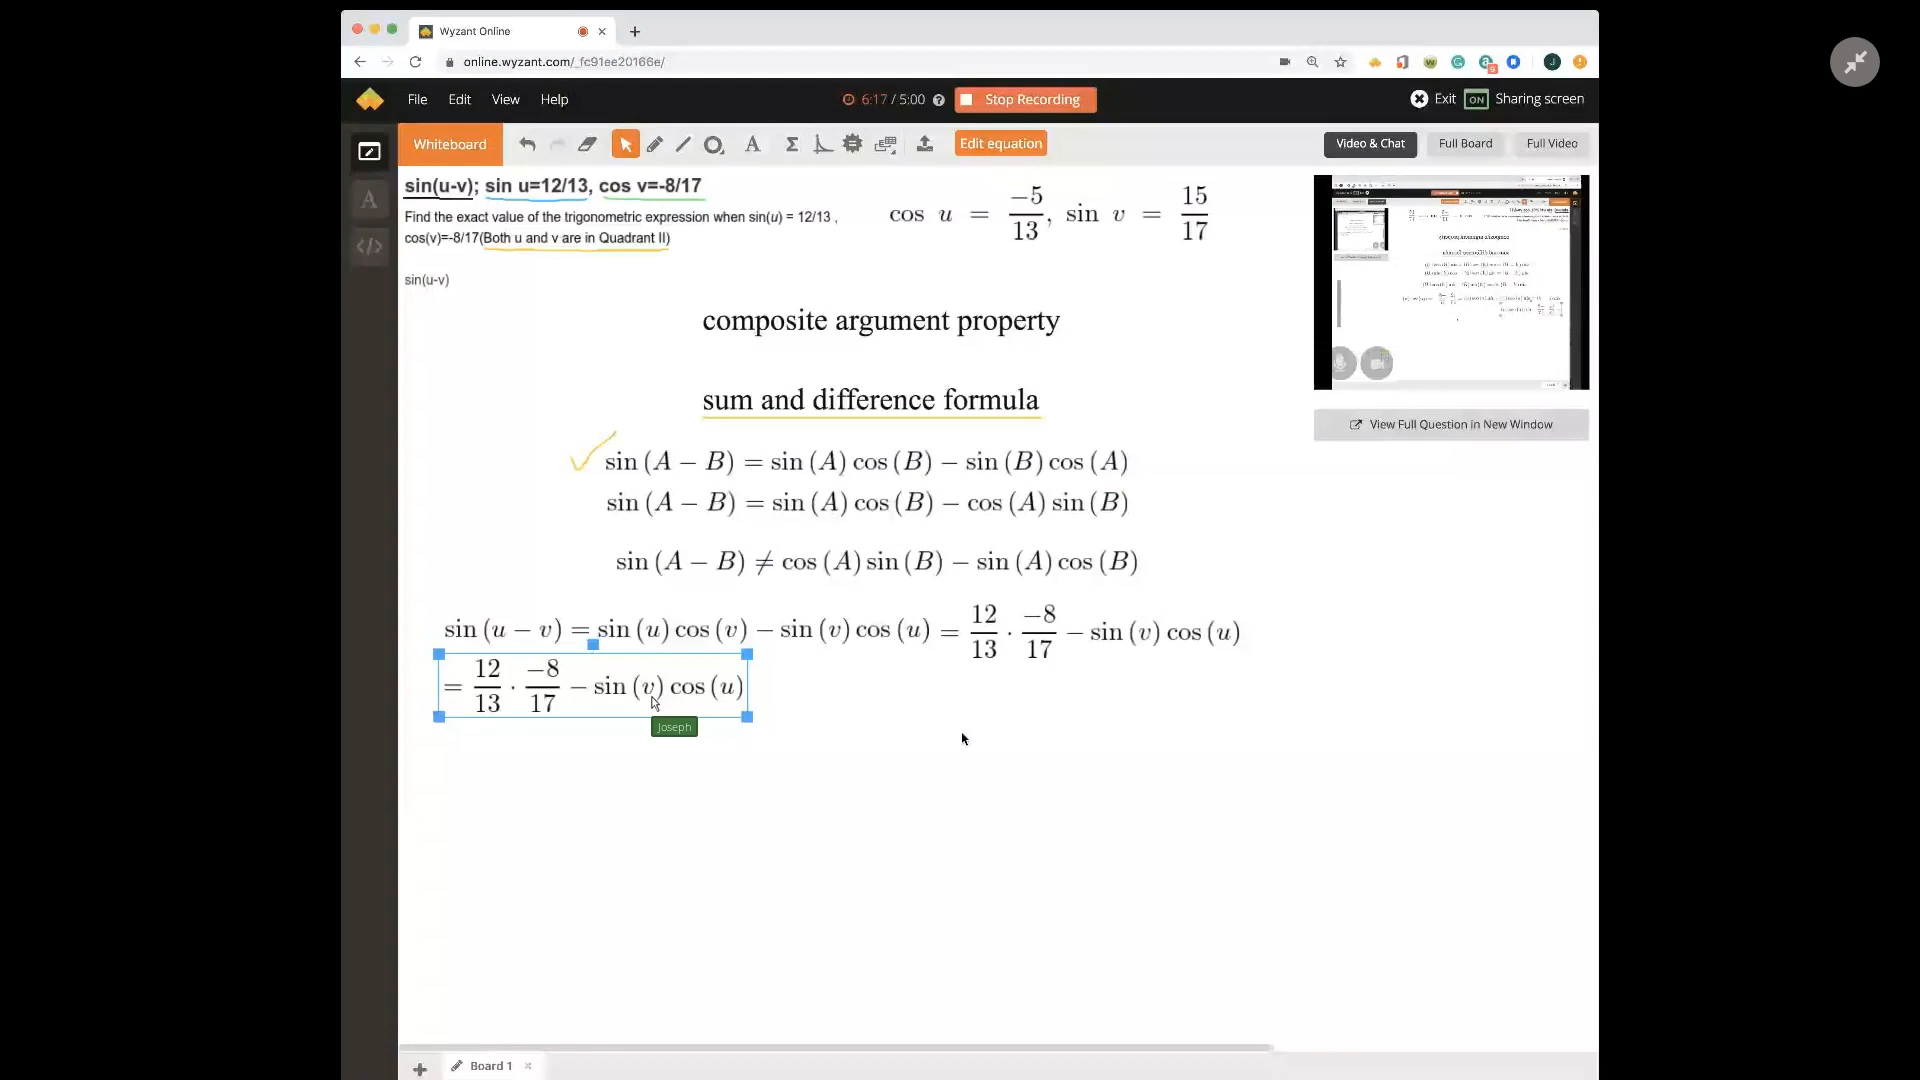 Wyzant Online
online.wyzant.com/_fc91ee20166e/
File Edit View Help
6:17 / 5:00
Stop Recording
Exit ON Sharing screen
Whiteboard
Edit equation
Video & Chat Full Board Full Video
sin(u-v); sin u=12/13, cos v=-8/17
Find the exact value of the trigonometric expression when sin(u) = 12/13 ,
cos(v)=-8/17(Both u and v are in Quadrant II)
sin(u-v)
cos u = -5/13, sin v = 15/17
composite argument property
sum and difference formula
sin (A − B) = sin (A) cos (B) − sin (B) cos (A)
sin (A − B) = sin (A) cos (B) − cos (A) sin (B)
sin (A − B) ≠ cos (A) sin (B) − sin (A) cos (B)
sin (u − v) = sin (u) cos (v) − sin (v) cos (u) = 12/13 · -8/17 − sin (v) cos (u)
= 12/13 · -8/17 − sin (v) cos (u)
Joseph
View Full Question in New Window
Board 1